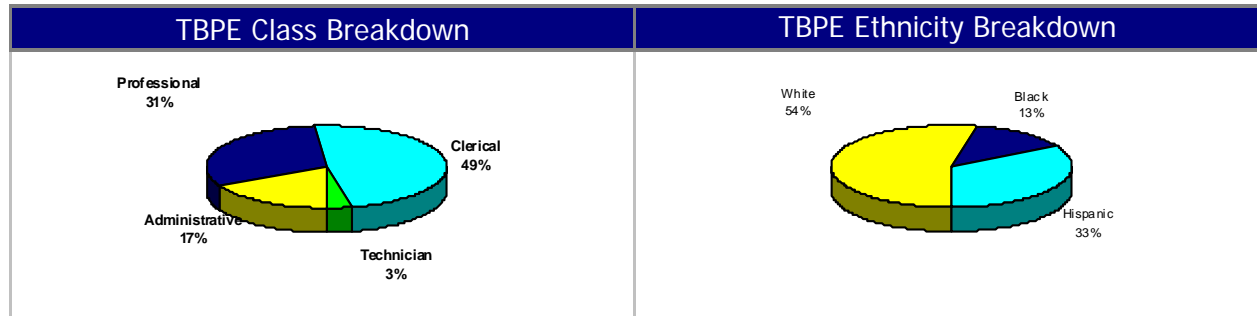 TBPE Class Breakdown
Professional
31%
Clerical
49%
Administrative
17%
Technician
3%
TBPE Ethnicity Breakdown
White
54%
Black
13%
Hispanic
33%